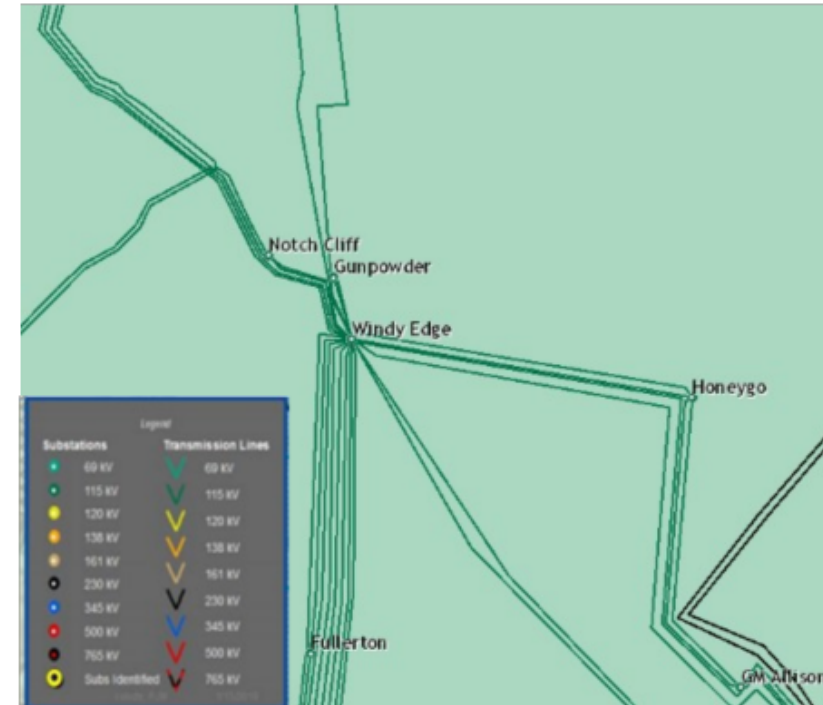 Notch Cliff
Gunpowder
Windy Edge
Honeygo
Fullerton
GM Allison
Legend
Substations Transmission Lines
69 KV 69 KV
115 KV 115 KV
120 KV 120 KV
138 KV 138 KV
161 KV 161 KV
230 KV 230 KV
345 KV 345 KV
500 KV 500 KV
765 KV 765 KV
Subs Identified